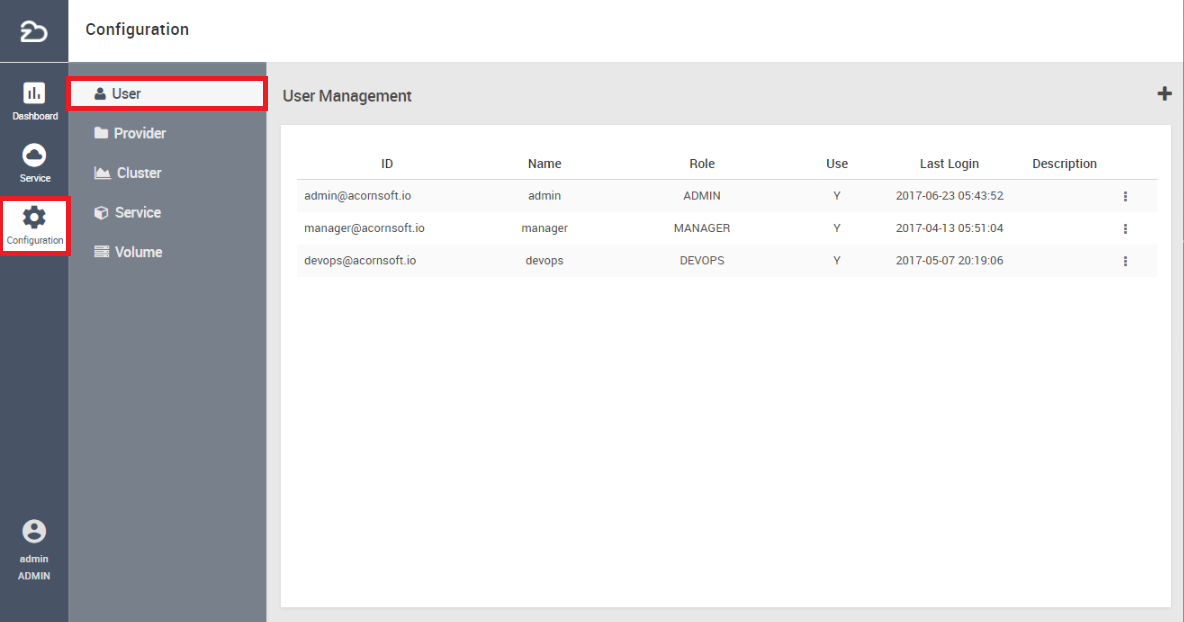 Configuration
Dashboard
Service
Configuration
admin
ADMIN
User
Provider
Cluster
Service
Volume
User Management
ID Name Role Use Last Login Description
admin@acornsoft.io admin ADMIN Y 2017-06-23 05:43:52
manager@acornsoft.io manager MANAGER Y 2017-04-13 05:51:04
devops@acornsoft.io devops DEVOPS Y 2017-05-07 20:19:06